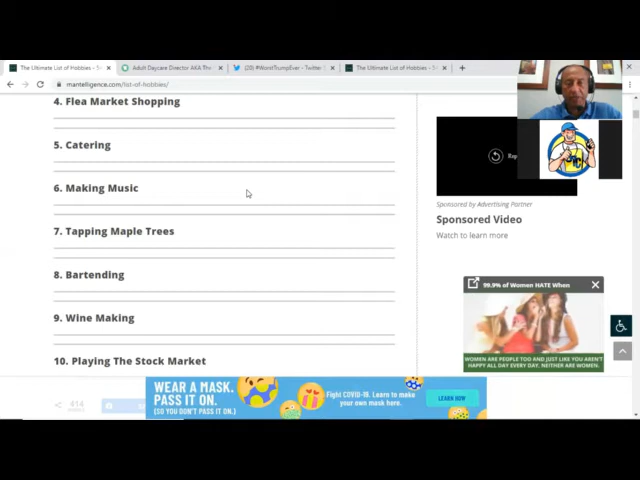 The Ultimate List of Hobbies - 
Adult Daycare Director AKA
(20) #WorstTrumpEver - Twitter
The Ultimate List of Hobbies - 
mantelligence.com/list-of-hobbies/
4. Flea Market Shopping
5. Catering
6. Making Music
7. Tapping Maple Trees
8. Bartending
9. Wine Making
10. Playing The Stock Market
Sponsored by Advertising Partner
Sponsored Video
Watch to learn more
99.9% of Women HATE When
WOMEN ARE PEOPLE TOO AND JUST LIKE YOU AREN'T
HAPPY ALL DAY EVERY DAY, NEITHER ARE WOMEN.
414
WEAR A MASK.
PASS IT ON.
(SO YOU DON'T PASS IT ON.)
Fight COVID-19. Learn to make
your own mask here.
LEARN NOW